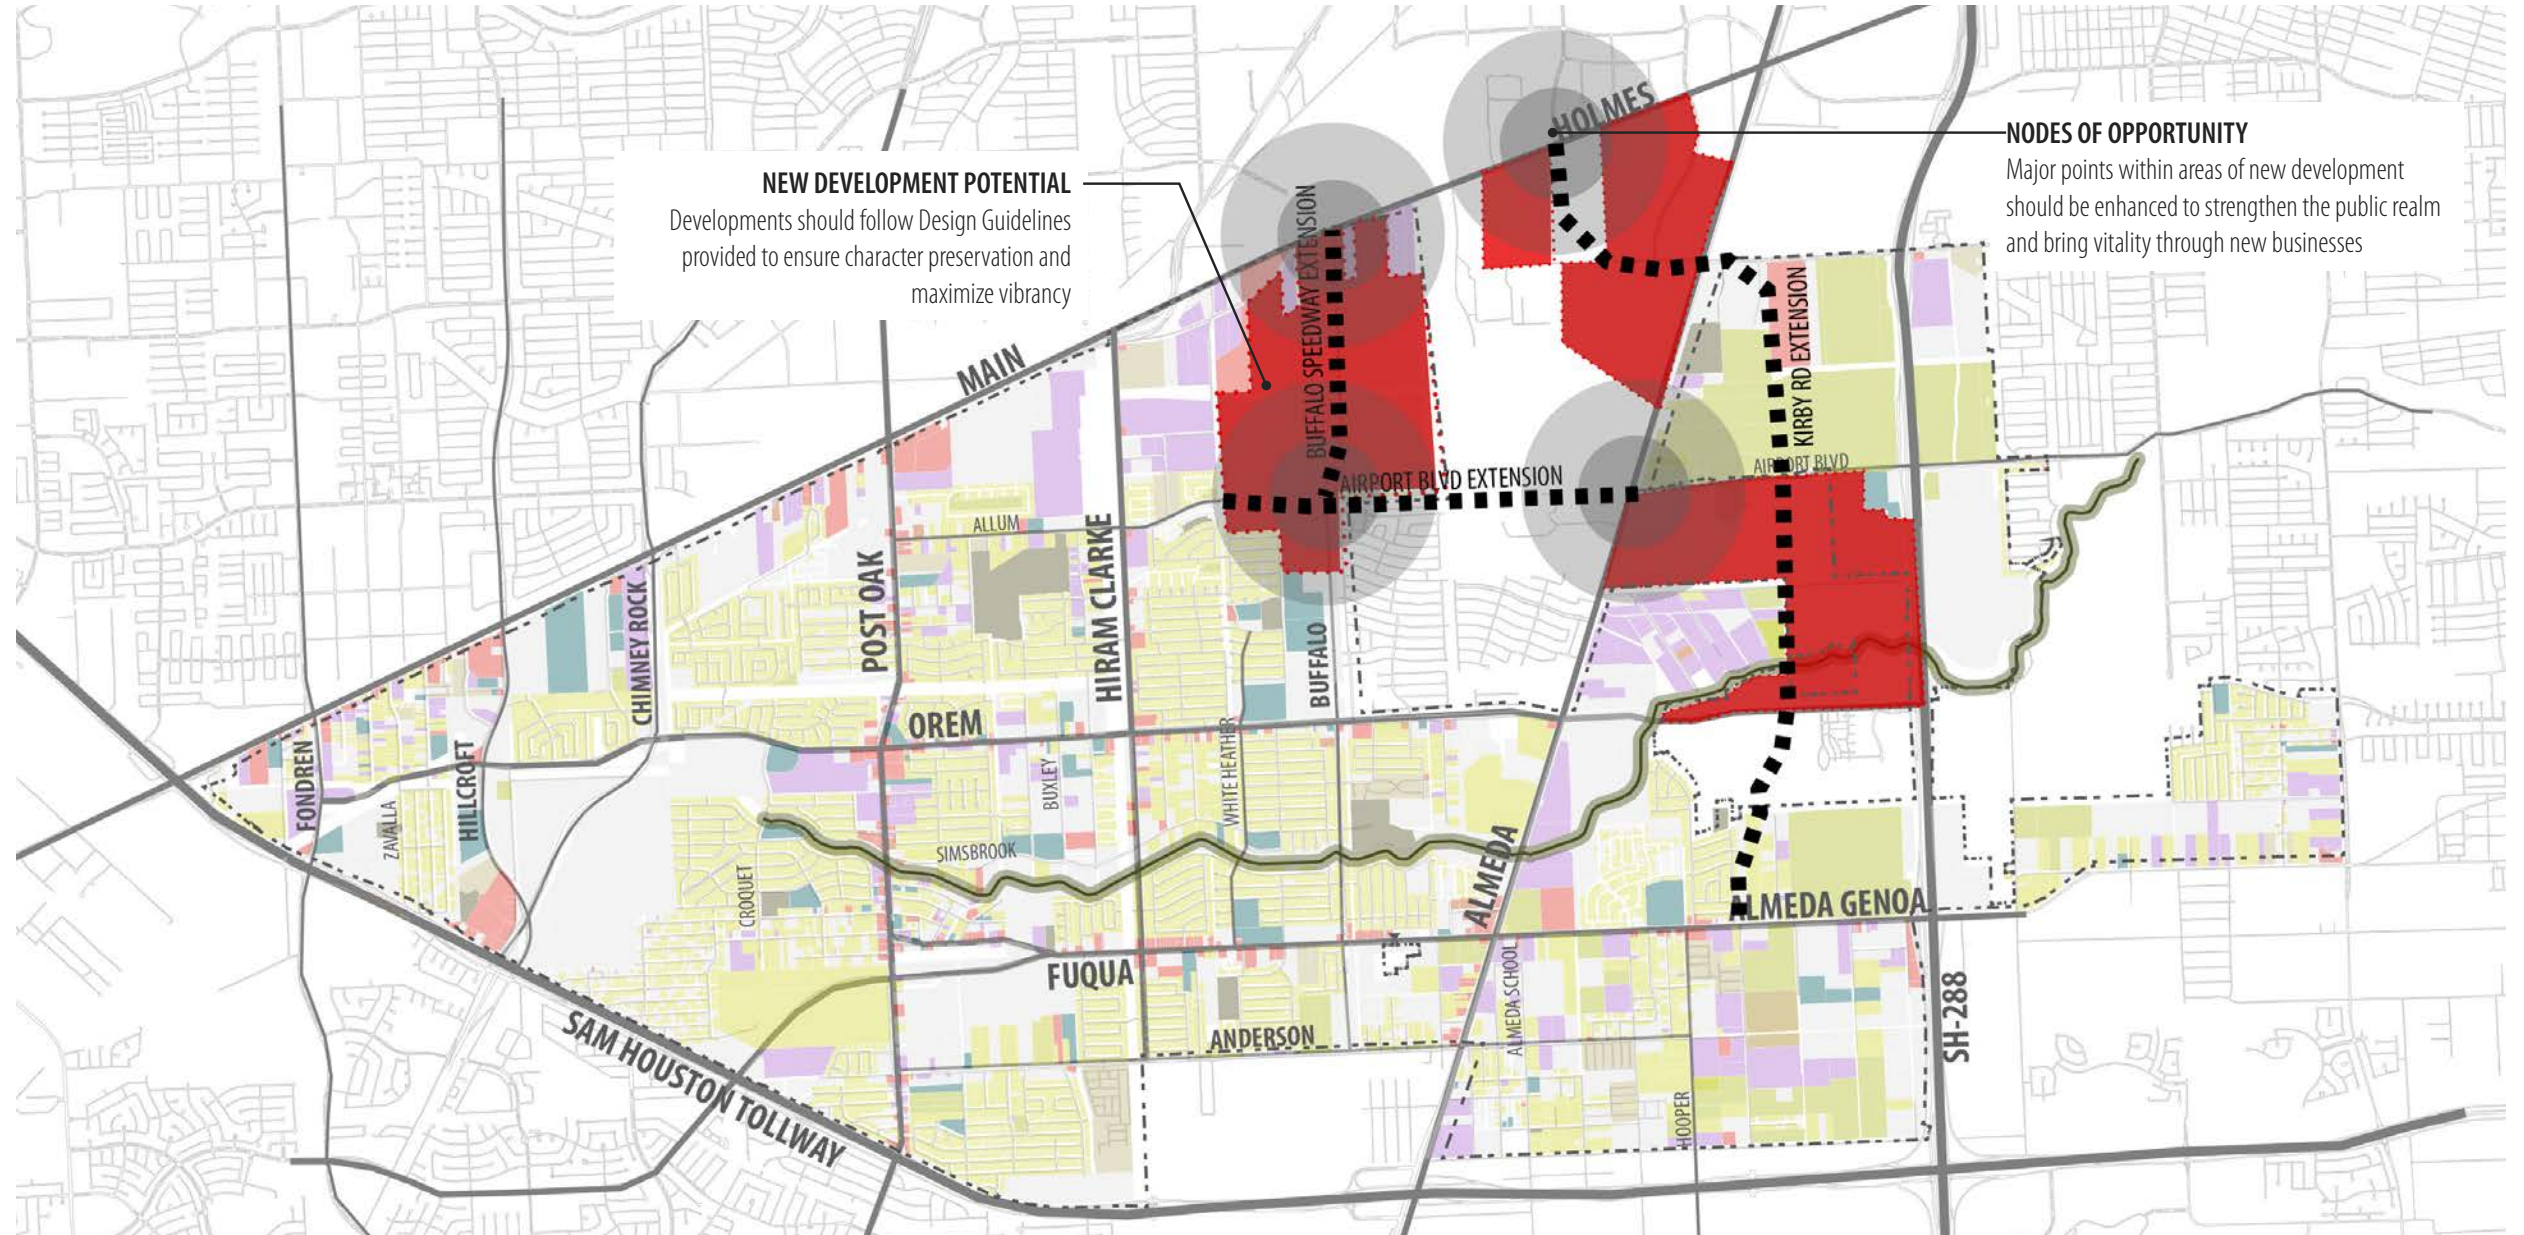 HOLMES
NODES OF OPPORTUNITY
Major points within areas of new development
should be enhanced to strengthen the public realm
and bring vitality through new businesses
NEW DEVELOPMENT POTENTIAL
Developments should follow Design Guidelines
provided to ensure character preservation and
maximize vibrancy
BUFFALO SPEEDWAY EXTENSION
KIRBY RD EXTENSION
MAIN
AIRPORT BLVD
AIRPORT BLVD EXTENSION
ALLUM
POST OAK
HIRAM CLARKE
CHIMNEY ROCK
BUFFALO
OREM
FONDREN
HILLCROFT
ZAVALLA
BUXLEY
WHITE HEATHER
SIMSBROOK
CROQUET
ALMEDA
ALMEDA GENOA
FUQUA
ALMEDA SCHOOL
ANDERSON
SAM HOUSTON TOLLWAY
HOOPER
SH-288